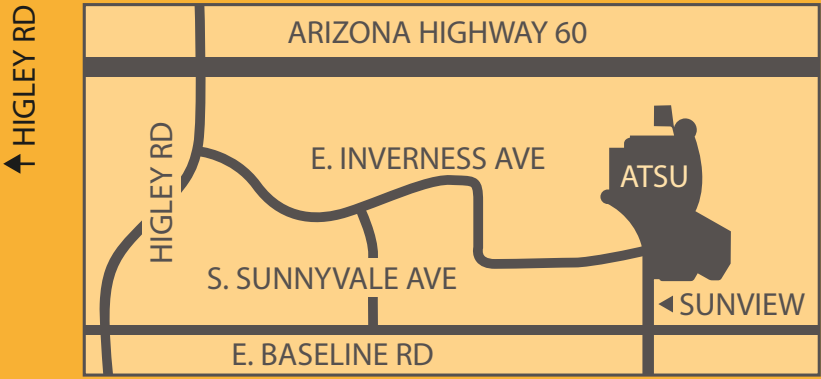 ↑ HIGLEY RD
ARIZONA HIGHWAY 60
HIGLEY RD
E. INVERNESS AVE
ATSU
S. SUNNYVALE AVE
◄ SUNVIEW
E. BASELINE RD